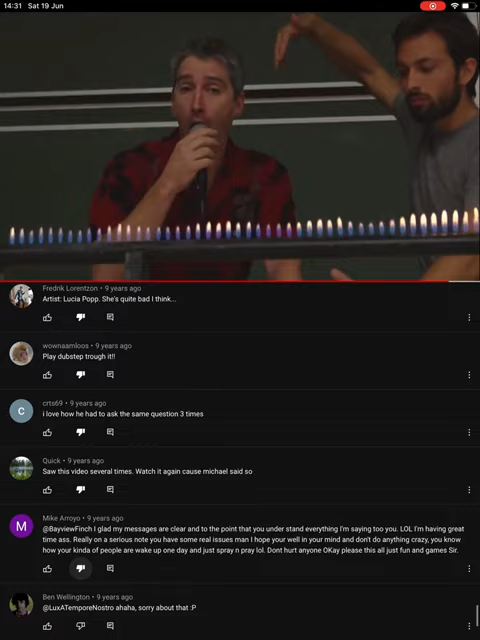 14:31 Sat 19 Jun
Fredrik Lorentzon • 9 years ago
Artist: Lucia Popp. She's quite bad I think...
wownaamloos • 9 years ago
Play dubstep trough it!!
C
crts69 • 9 years ago
i love how he had to ask the same question 3 times
Quick • 9 years ago
Saw this video several times. Watch it again cause michael said so
M
Mike Arroyo • 9 years ago
@BayviewFinch I glad my messages are clear and to the point that you under stand everything I'm saying too you. LOL I'm having great
time ass. Really on a serious note you have some real issues man I hope your well in your mind and don't do anything crazy, you know
how your kinda of people are wake up one day and just spray n pray lol. Dont hurt anyone OKay please this all just fun and games Sir.
Ben Wellington • 9 years ago
@LuxATemporeNostro ahaha, sorry about that :P